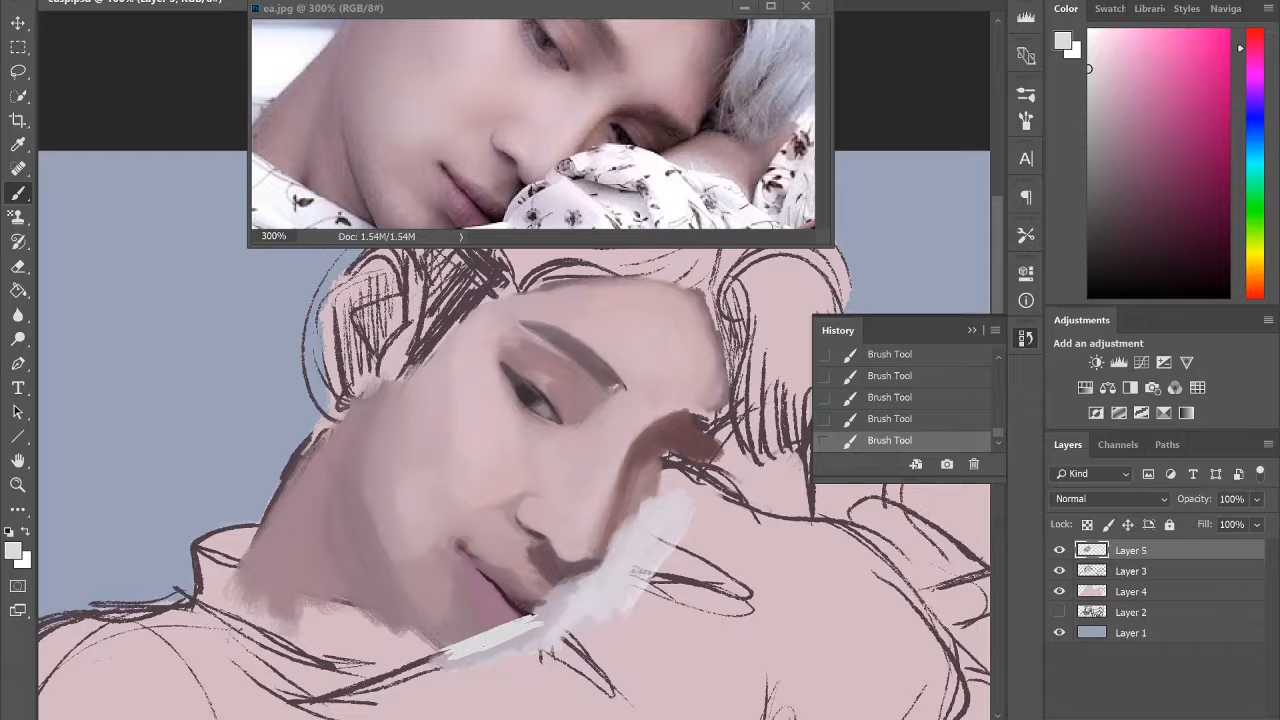 ea.jpg @ 300% (RGB/8#)
Color
Swatch
Librari
Styles
Naviga
300%
Doc: 1.54M/1.54M
History
Brush Tool
Brush Tool
Brush Tool
Brush Tool
Brush Tool
Adjustments
Add an adjustment
Layers
Channels
Paths
Kind
Normal
Opacity: 100%
Lock:
Fill: 100%
Layer 5
Layer 3
Layer 4
Layer 2
Layer 1